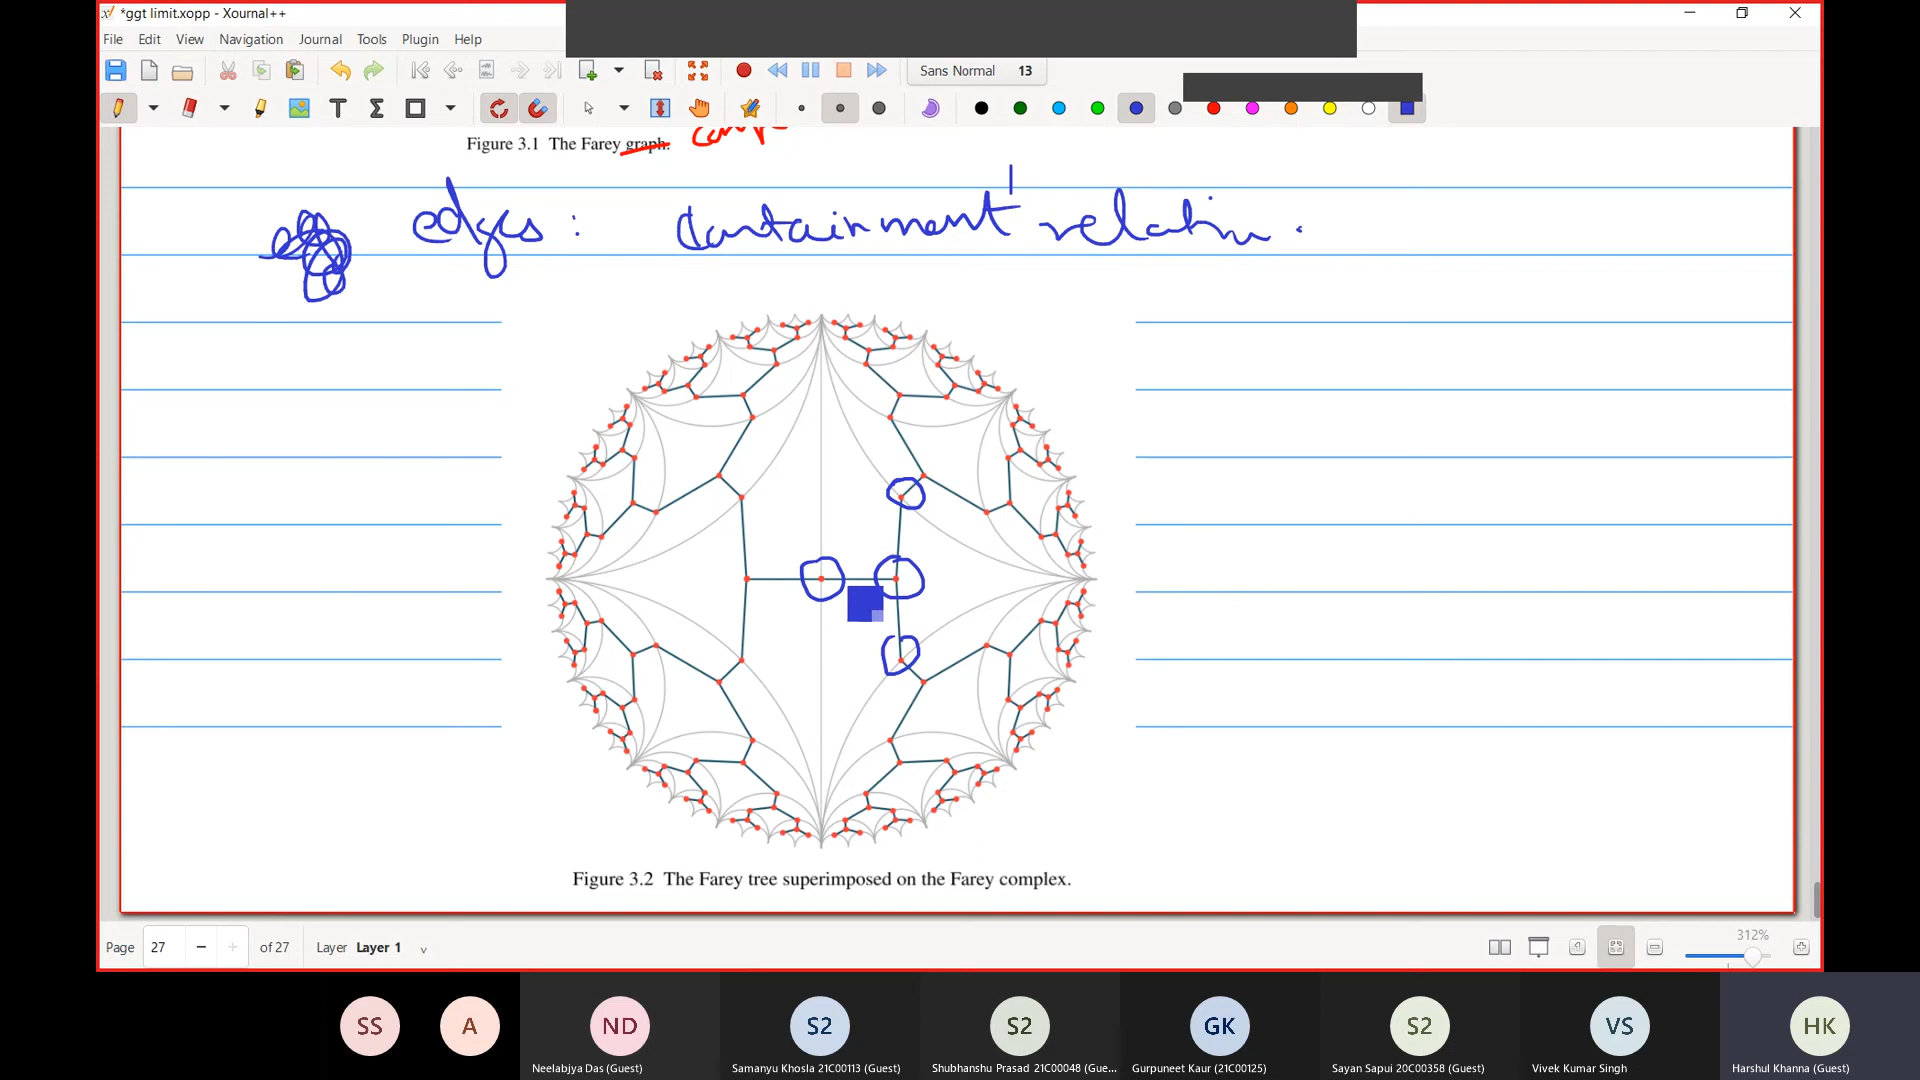 *ggt limit.xopp - Xournal++
File Edit View Navigation Journal Tools Plugin Help
Sans Normal 13
Figure 3.1 The Farey graph.
edges : containment relation .
Figure 3.2 The Farey tree superimposed on the Farey complex.
Page 27 of 27 Layer Layer 1 312%
SS A ND S2 S2 GK S2 VS HK
Neelabjya Das (Guest) Samanyu Khosla 21C00113 (Guest) Shubhanshu Prasad 21C00048 (Gue... Gurpuneet Kaur (21C00125) Sayan Sapui 20C00358 (Guest) Vivek Kumar Singh Harshul Khanna (Guest)